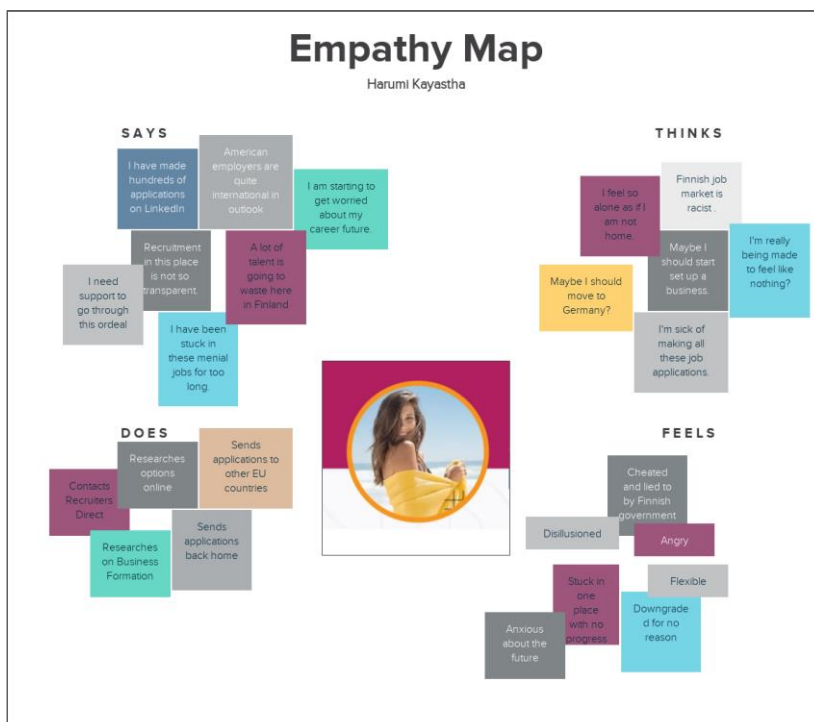 Empathy Map
Harumi Kayastha
SAYS
I have made
hundreds of
applications
on LinkedIn
American
employers are
quite
international in
outlook
I am starting to
get worried
about my
career future.
Recruitment
in this place
is not so
transparent.
A lot of
talent is
going to
waste here
in Finland
I need
support to
go through
this ordeal
I have been
stuck in
these menial
jobs for too
long.
THINKS
I feel so
alone as if I
am not
home.
Finnish job
market is
racist .
Maybe I
should start
set up a
business.
I'm really
being made
to feel like
nothing?
Maybe I should
move to
Germany?
I'm sick of
making all
these job
applications.
DOES
Contacts
Recruiters
Direct
Researches
options
online
Sends
applications to
other EU
countries
Researches
on Business
Formation
Sends
applications
back home
FEELS
Cheated
and lied to
by Finnish
government
Disillusioned
Angry
Stuck in
one
place
with no
progress
Flexible
Anxious
about the
future
Downgrade
d for no
reason